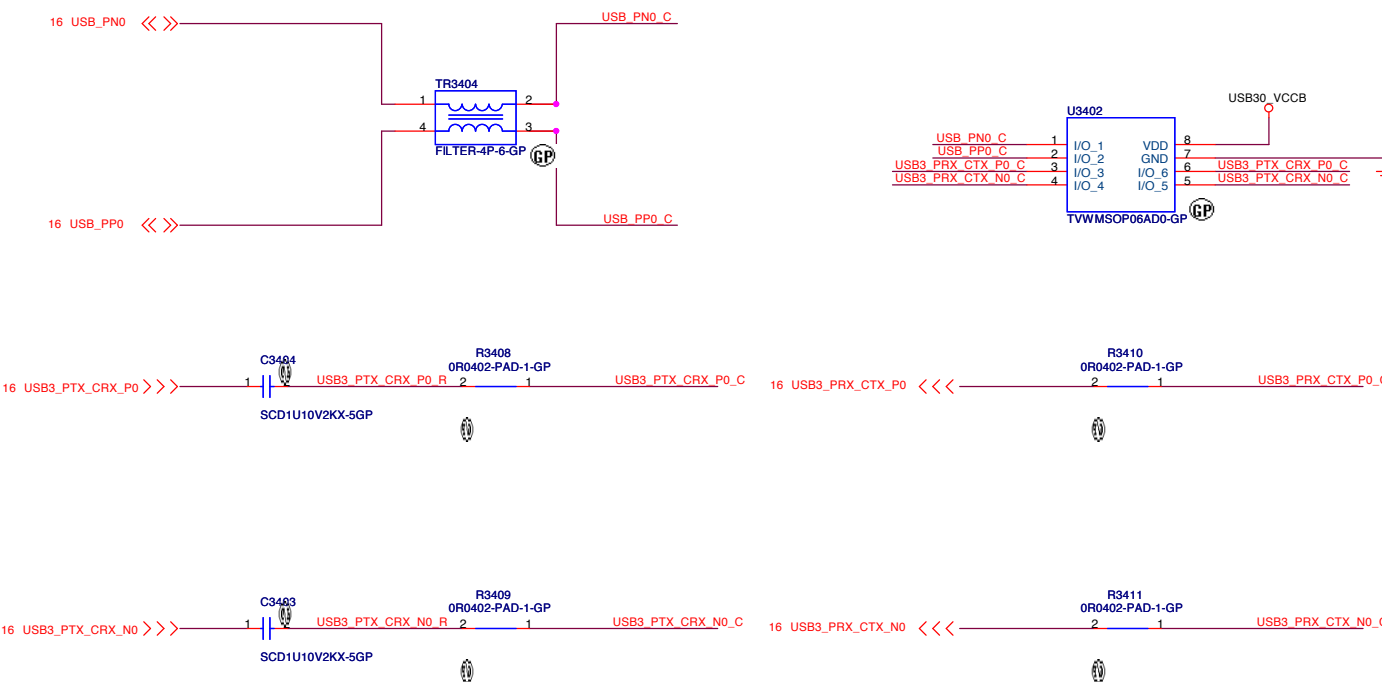 16 USB_PN0
USB_PN0_C
TR3404
1 2
4 3
FILTER-4P-6-GP
GP
16 USB_PP0
USB_PP0_C
USB30_VCCB
U3402
USB_PN0_C 1 I/O_1 VDD 8
USB_PP0_C 2 I/O_2 GND 7
USB3_PRX_CTX_P0_C 3 I/O_3 I/O_6 6 USB3_PTX_CRX_P0_C
USB3_PRX_CTX_N0_C 4 I/O_4 I/O_5 5 USB3_PTX_CRX_N0_C
TVWMSOP06AD0-GP
GP
C3404
R3408
0R0402-PAD-1-GP
16 USB3_PTX_CRX_P0 1 2 USB3_PTX_CRX_P0_R 2 1 USB3_PTX_CRX_P0_C
SCD1U10V2KX-5GP
R3410
0R0402-PAD-1-GP
16 USB3_PRX_CTX_P0 2 1 USB3_PRX_CTX_P0_C
C3403
R3409
0R0402-PAD-1-GP
16 USB3_PTX_CRX_N0 1 2 USB3_PTX_CRX_N0_R 2 1 USB3_PTX_CRX_N0_C
SCD1U10V2KX-5GP
R3411
0R0402-PAD-1-GP
16 USB3_PRX_CTX_N0 2 1 USB3_PRX_CTX_N0_C